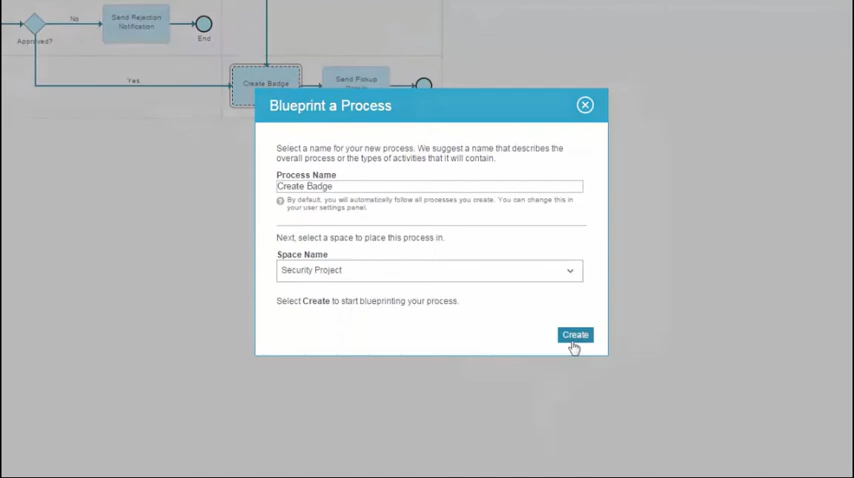 Send Rejection
Notification
No
End
Approved?
Yes
Create Badge
Send Pickup
Blueprint a Process
Select a name for your new process. We suggest a name that describes the
overall process or the types of activities that it will contain.
Process Name
Create Badge
By default, you will automatically follow all processes you create. You can change this in
your user settings panel.
Next, select a space to place this process in.
Space Name
Security Project
Select Create to start blueprinting your process.
Create